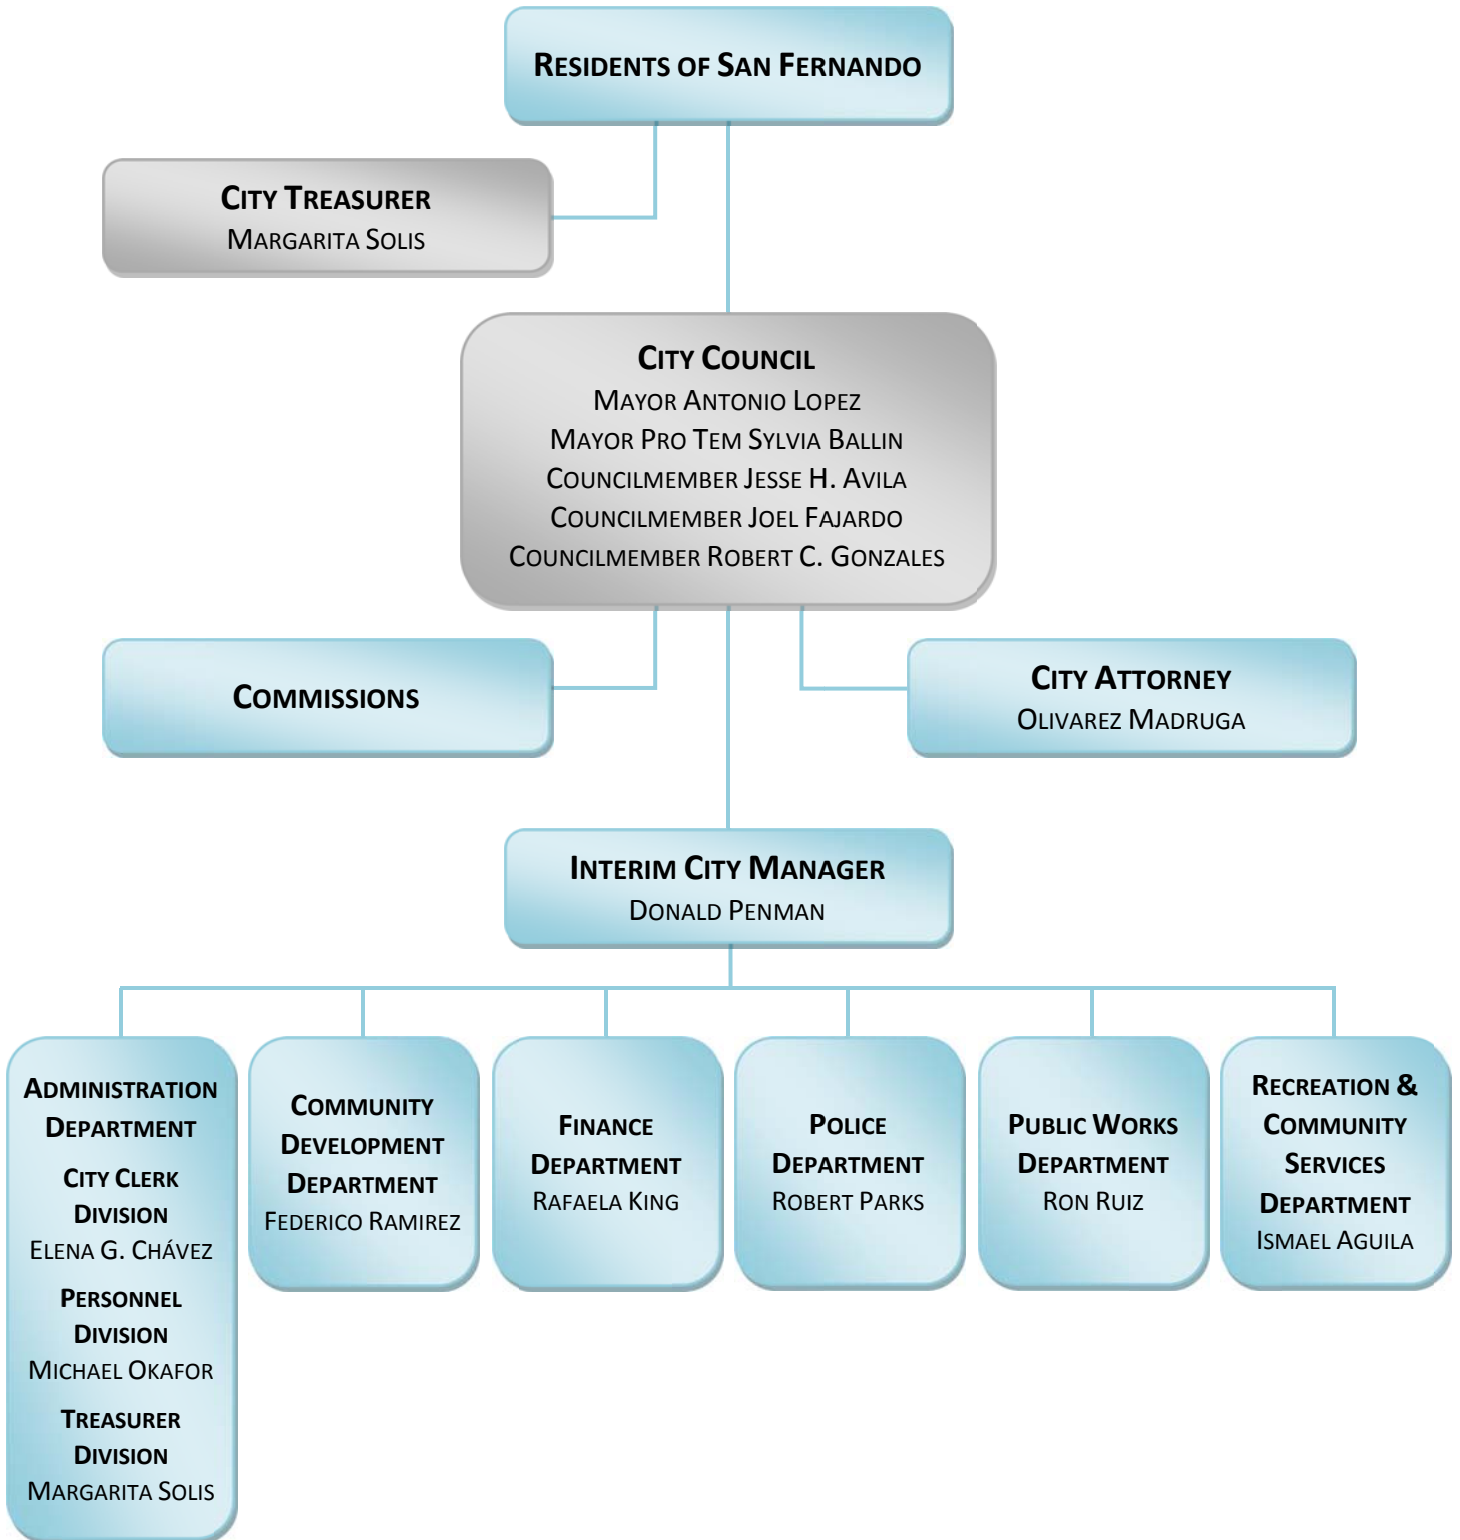 RESIDENTS OF SAN FERNANDO
CITY TREASURER
MARGARITA SOLIS
CITY COUNCIL
MAYOR ANTONIO LOPEZ
MAYOR PRO TEM SYLVIA BALLIN
COUNCILMEMBER JESSE H. AVILA
COUNCILMEMBER JOEL FAJARDO
COUNCILMEMBER ROBERT C. GONZALES
COMMISSIONS
CITY ATTORNEY
OLIVAREZ MADRUGA
INTERIM CITY MANAGER
DONALD PENMAN
ADMINISTRATION
DEPARTMENT
CITY CLERK
DIVISION
ELENA G. CHÁVEZ
PERSONNEL
DIVISION
MICHAEL OKAFOR
TREASURER
DIVISION
MARGARITA SOLIS
COMMUNITY
DEVELOPMENT
DEPARTMENT
FEDERICO RAMIREZ
FINANCE
DEPARTMENT
RAFAELA KING
POLICE
DEPARTMENT
ROBERT PARKS
PUBLIC WORKS
DEPARTMENT
RON RUIZ
RECREATION &
COMMUNITY
SERVICES
DEPARTMENT
ISMAEL AGUILA